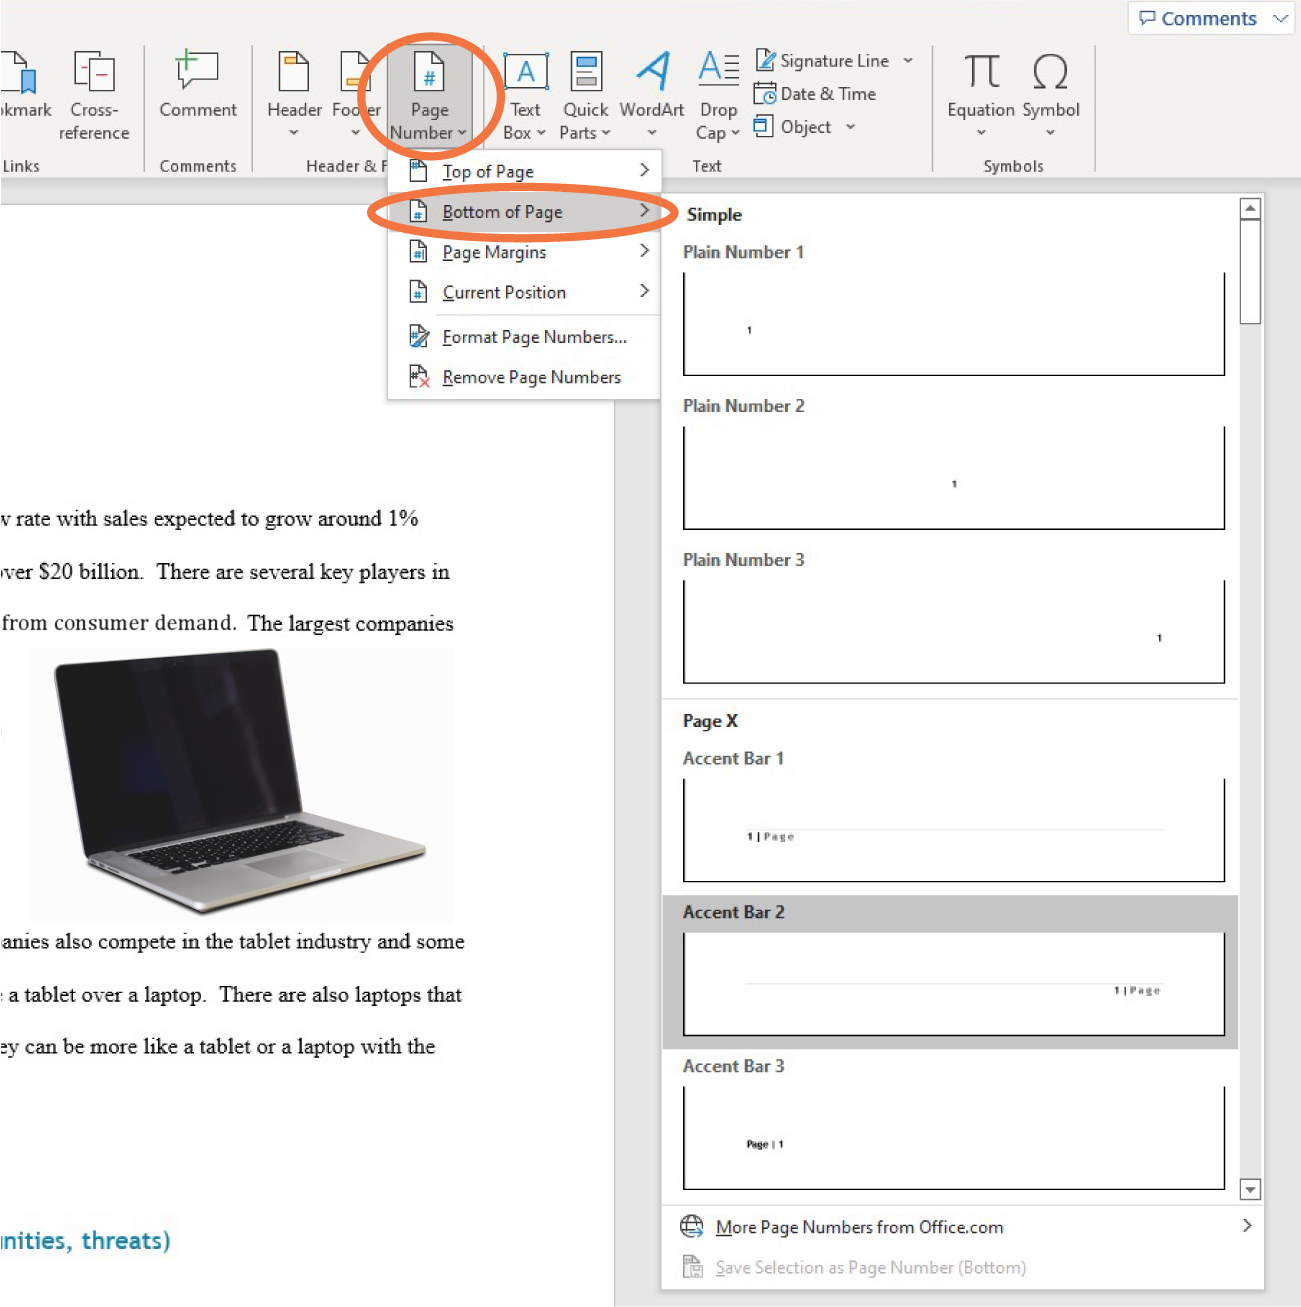 Comments
Signature Line
Date & Time
Object
Cross-
reference
Comment
Header
Page
Number
Text
Box
Quick
Parts
WordArt
Drop
Cap
Equation
Symbol
Links
Comments
Header &
Text
Symbols
Top of Page
Bottom of Page
Page Margins
Current Position
Format Page Numbers...
Remove Page Numbers
Simple
Plain Number 1
1
Plain Number 2
1
Plain Number 3
1
Page X
Accent Bar 1
1 | Page
Accent Bar 2
1 | Page
Accent Bar 3
Page | 1
More Page Numbers from Office.com
Save Selection as Page Number (Bottom)
rate with sales expected to grow around 1%
$20 billion. There are several key players in
from consumer demand. The largest companies
also compete in the tablet industry and some
a tablet over a laptop. There are also laptops that
can be more like a tablet or a laptop with the
threats)